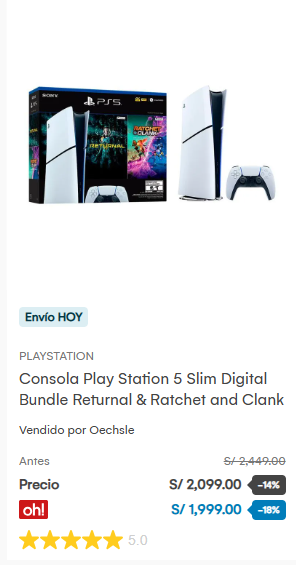 SONY
PS5
RETURNAL
RATCHET
CLANK
Envío HOY
PLAYSTATION
Consola Play Station 5 Slim Digital
Bundle Returnal & Ratchet and Clank
Vendido por Oechsle
Antes S/ 2,449.00
Precio S/ 2,099.00 -14%
oh! S/ 1,999.00 -18%
5.0